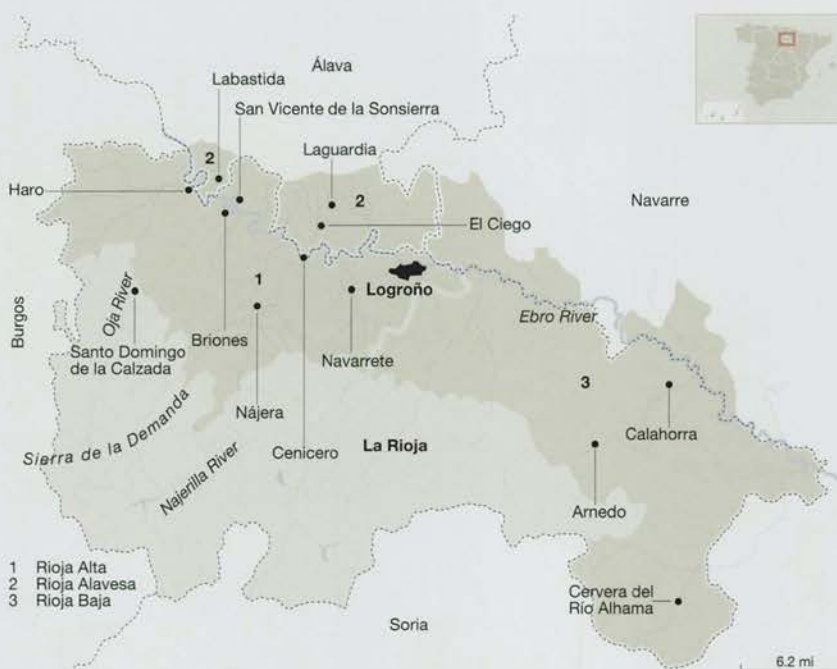 Álava
Labastida
San Vicente de la Sonsierra
Laguardia
2
Haro
2
Navarre
El Ciego
1
Logroño
Burgos
Oja River
Ebro River
Santo Domingo
de la Calzada
Briones
Navarrete
3
Nájera
Sierra de la Demanda
Najerilla River
Cenicero
La Rioja
Calahorra
Arnedo
1 Rioja Alta
2 Rioja Alavesa
3 Rioja Baja
Cervera del
Río Alhama
Soria
6.2 mi